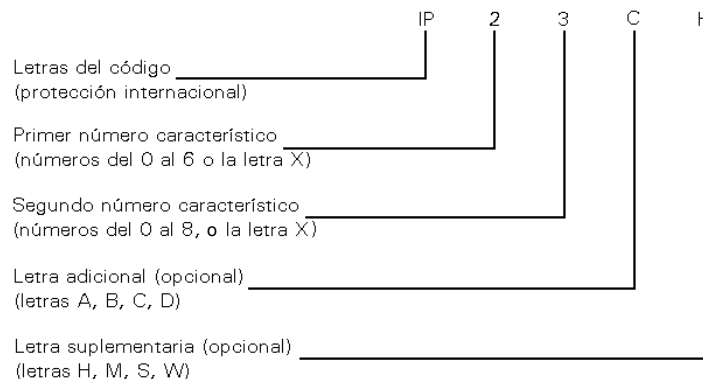 IP 2 3 C H
Letras del código
(protección internacional)
Primer número característico
(números del 0 al 6 o la letra X)
Segundo número característico
(números del 0 al 8, o la letra X)
Letra adicional (opcional)
(letras A, B, C, D)
Letra suplementaria (opcional)
(letras H, M, S, W)